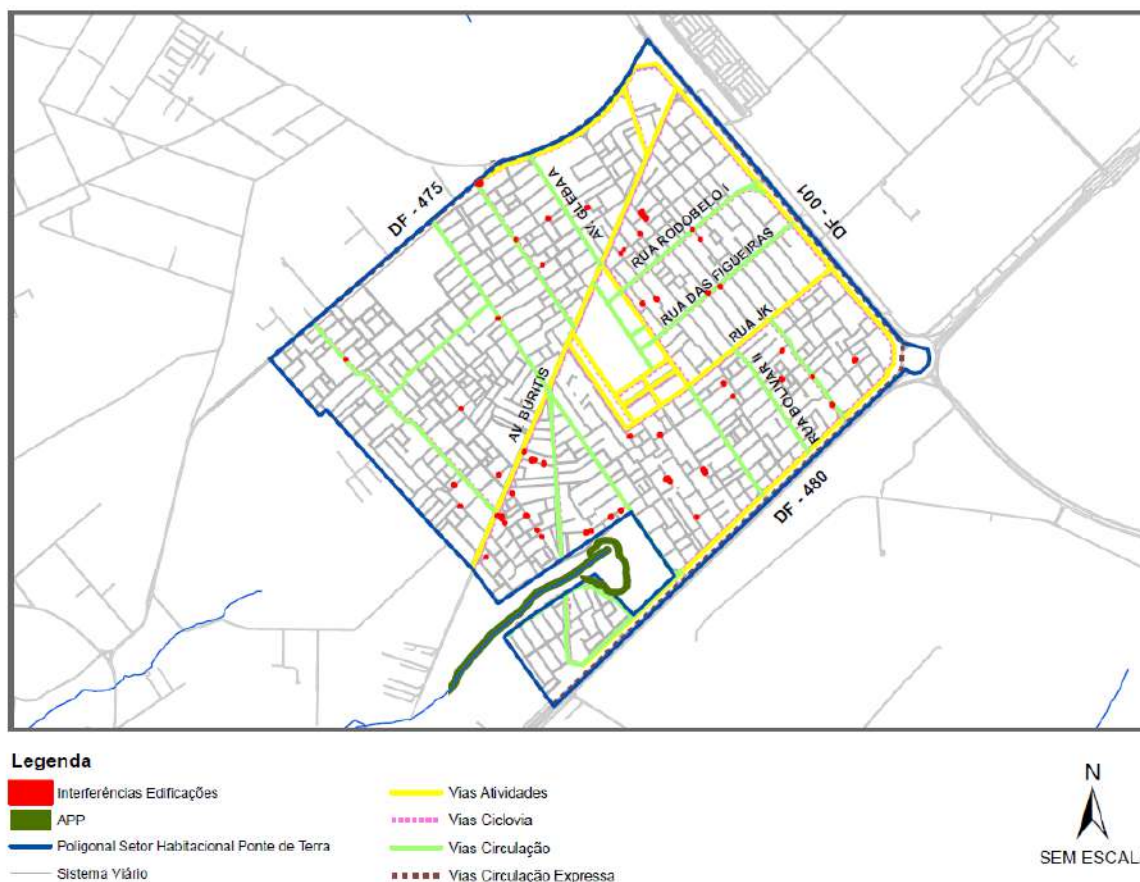 DF - 475
AV. GLEBA A
RUA RODOBELO I
DF - 001
RUA DAS FIGUEIRAS
RUA JK
AV. BURITIS
RUA BOLIVAR II
DF - 480
Legenda
Interferências Edificações
APP
Poligonal Setor Habitacional Ponte de Terra
Sistema Viário
Vias Atividades
Vias Ciclovia
Vias Circulação
Vias Circulação Expressa
N
SEM ESCAL